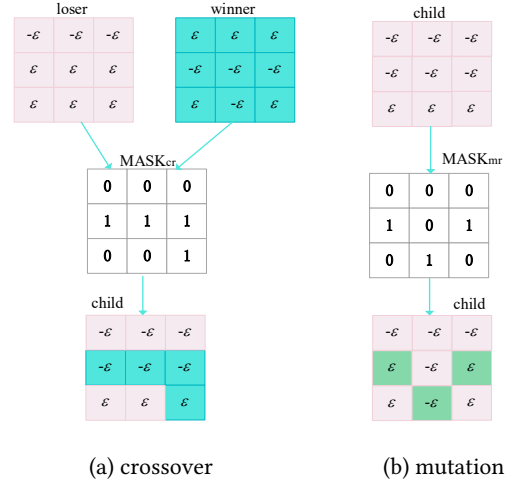 loser winner
-ε -ε -ε ε ε ε
ε ε ε -ε -ε -ε
ε ε ε ε -ε ε
MASKcr
0 0 0
1 1 1
0 0 1
child
-ε -ε -ε
-ε -ε -ε
ε ε ε
(a) crossover
child
-ε -ε -ε
-ε -ε -ε
ε ε ε
MASKmr
0 0 0
1 0 1
0 1 0
child
-ε -ε -ε
ε -ε ε
ε -ε ε
(b) mutation